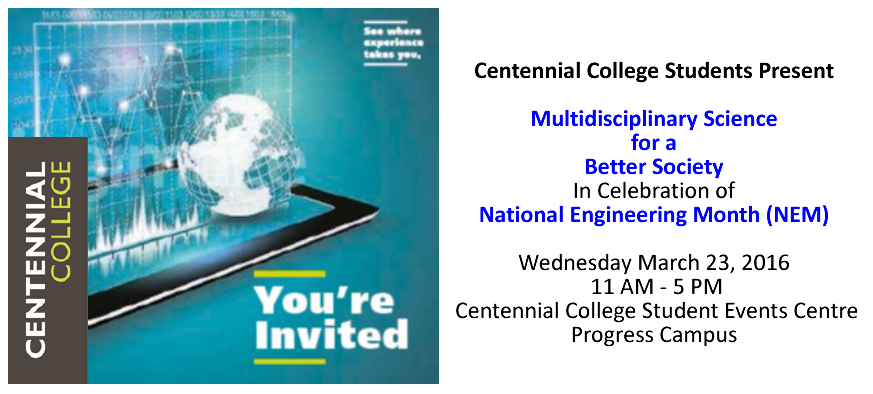 See where
experience
takes you.
CENTENNIAL
COLLEGE
You're
Invited
Centennial College Students Present
Multidisciplinary Science
for a
Better Society
In Celebration of
National Engineering Month (NEM)
Wednesday March 23, 2016
11 AM - 5 PM
Centennial College Student Events Centre
Progress Campus